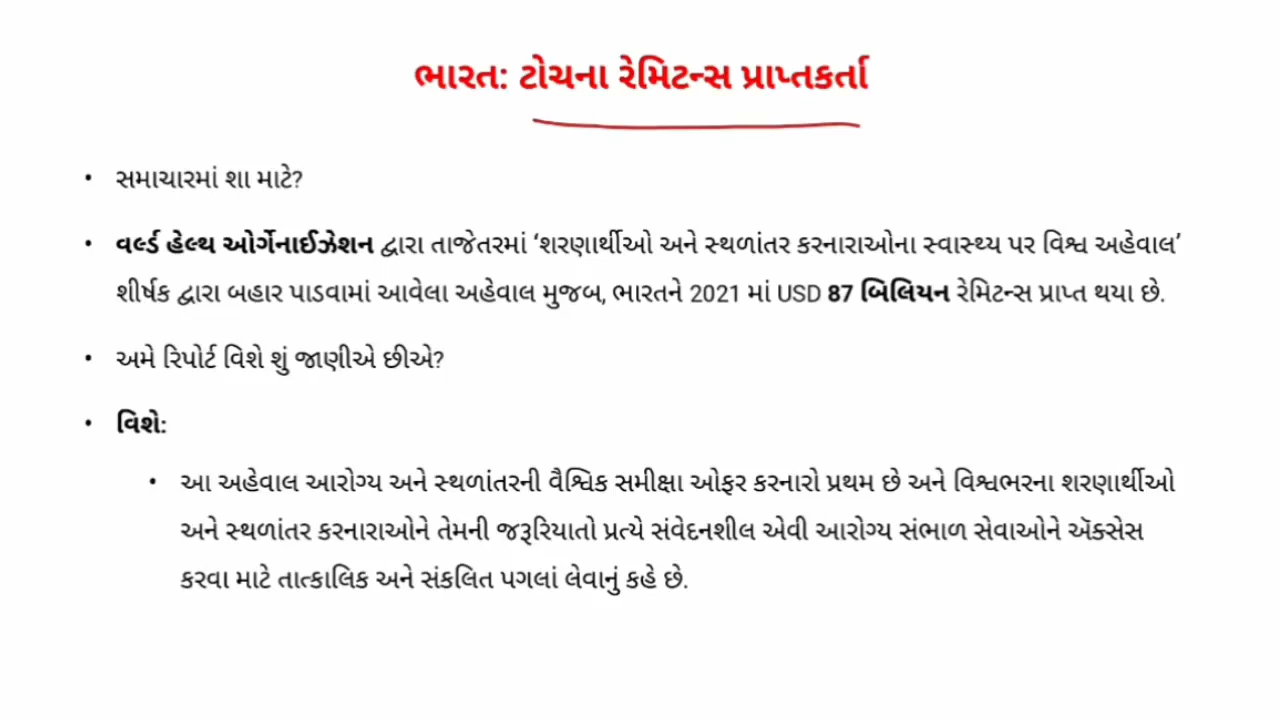 ભારત: ટોચના રેમિટન્સ પ્રાપ્તકર્તા
• સમાચારમાં શા માટે?
• વર્લ્ડ હેલ્થ ઓર્ગેનાઈઝેશન દ્વારા તાજેતરમાં ‘શરણાર્થીઓ અને સ્થળાંતર કરનારાઓના સ્વાસ્થ્ય પર વિશ્વ અહેવાલ’
શીર્ષક દ્વારા બહાર પાડવામાં આવેલા અહેવાલ મુજબ, ભારતને 2021 માં USD 87 બિલિયન રેમિટન્સ પ્રાપ્ત થયા છે.
• અમે રિપોર્ટ વિશે શું જાણીએ છીએ?
• વિશે:
• આ અહેવાલ આરોગ્ય અને સ્થળાંતરની વૈશ્વિક સમીક્ષા ઓફર કરનારો પ્રથમ છે અને વિશ્વભરના શરણાર્થીઓ
અને સ્થળાંતર કરનારાઓને તેમની જરૂરિયાતો પ્રત્યે સંવેદનશીલ એવી આરોગ્ય સંભાળ સેવાઓને ઍક્સેસ
કરવા માટે તાત્કાલિક અને સંકલિત પગલાં લેવાનું કહે છે.